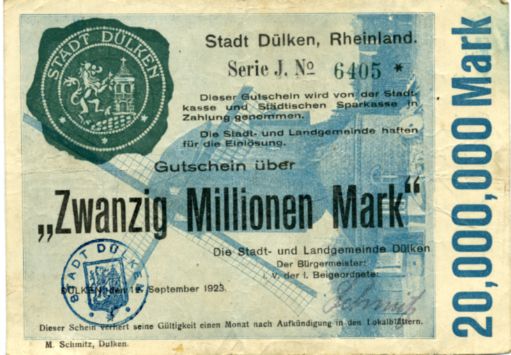 STADT DÜLKEN
Stadt Dülken, Rheinland.
Serie J. No 6405 *
Dieser Gutschein wird von der Stadt-
kasse und Städtischen Sparkasse in
Zahlung genommen.
Die Stadt- und Landgemeinde haften
für die Einlösung.
Gutschein über
„Zwanzig Millionen Mark“
Die Stadt- und Landgemeinde Dülken
Der Bürgermeister:
i. V. der I. Beigeordnete:
STADT DÜLKEN
DÜLKEN, den September 1923.
Schmitz
Dieser Schein verliert seine Gültigkeit einen Monat nach Aufkündigung in den Lokalblättern.
M. Schmitz, Dülken.
20,000,000 Mark